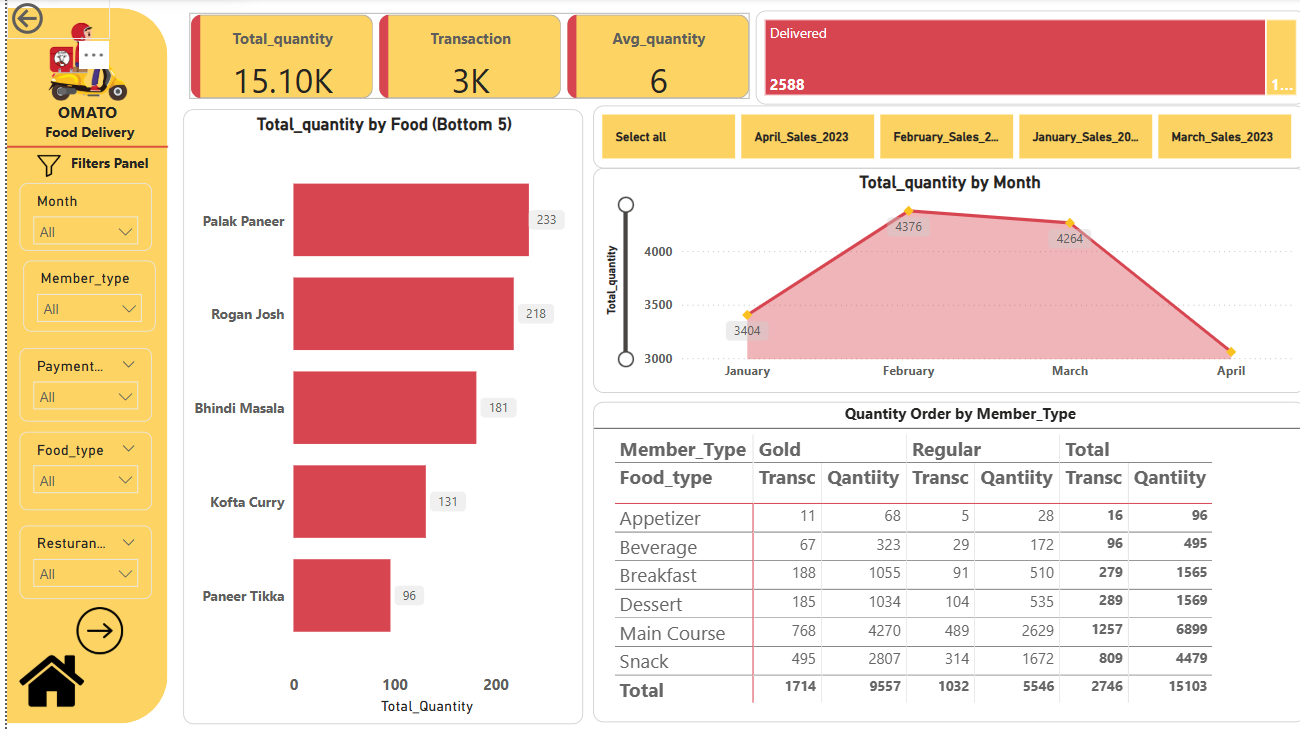 OMATO
Food Delivery
Filters Panel
Month
All
Member_type
All
Payment...
All
Food_type
All
Resturan...
All
Total_quantity
15.10K
Transaction
3K
Avg_quantity
6
Delivered
2588
1...
Total_quantity by Food (Bottom 5)
Palak Paneer 233
Rogan Josh 218
Bhindi Masala 181
Kofta Curry 131
Paneer Tikka 96
0 100 200
Total_Quantity
Select all April_Sales_2023 February_Sales_2... January_Sales_20... March_Sales_2023
Total_quantity by Month
Total_quantity
4000
3500
3000
3404
4376
4264
January February March April
Quantity Order by Member_Type
Member_Type Gold Regular Total
Food_type Transc Qantiity Transc Qantiity Transc Qantiity
Appetizer 11 68 5 28 16 96
Beverage 67 323 29 172 96 495
Breakfast 188 1055 91 510 279 1565
Dessert 185 1034 104 535 289 1569
Main Course 768 4270 489 2629 1257 6899
Snack 495 2807 314 1672 809 4479
Total 1714 9557 1032 5546 2746 15103